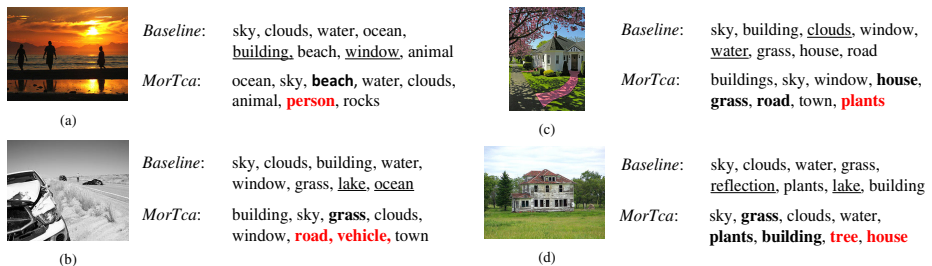 Baseline: sky, clouds, water, ocean,
building, beach, window, animal
MorTca: ocean, sky, beach, water, clouds,
animal, person, rocks
(a)
Baseline: sky, clouds, building, water,
window, grass, lake, ocean
MorTca: building, sky, grass, clouds,
window, road, vehicle, town
(b)
Baseline: sky, building, clouds, window,
water, grass, house, road
MorTca: buildings, sky, window, house,
grass, road, town, plants
(c)
Baseline: sky, clouds, water, grass,
reflection, plants, lake, building
MorTca: sky, grass, clouds, water,
plants, building, tree, house
(d)